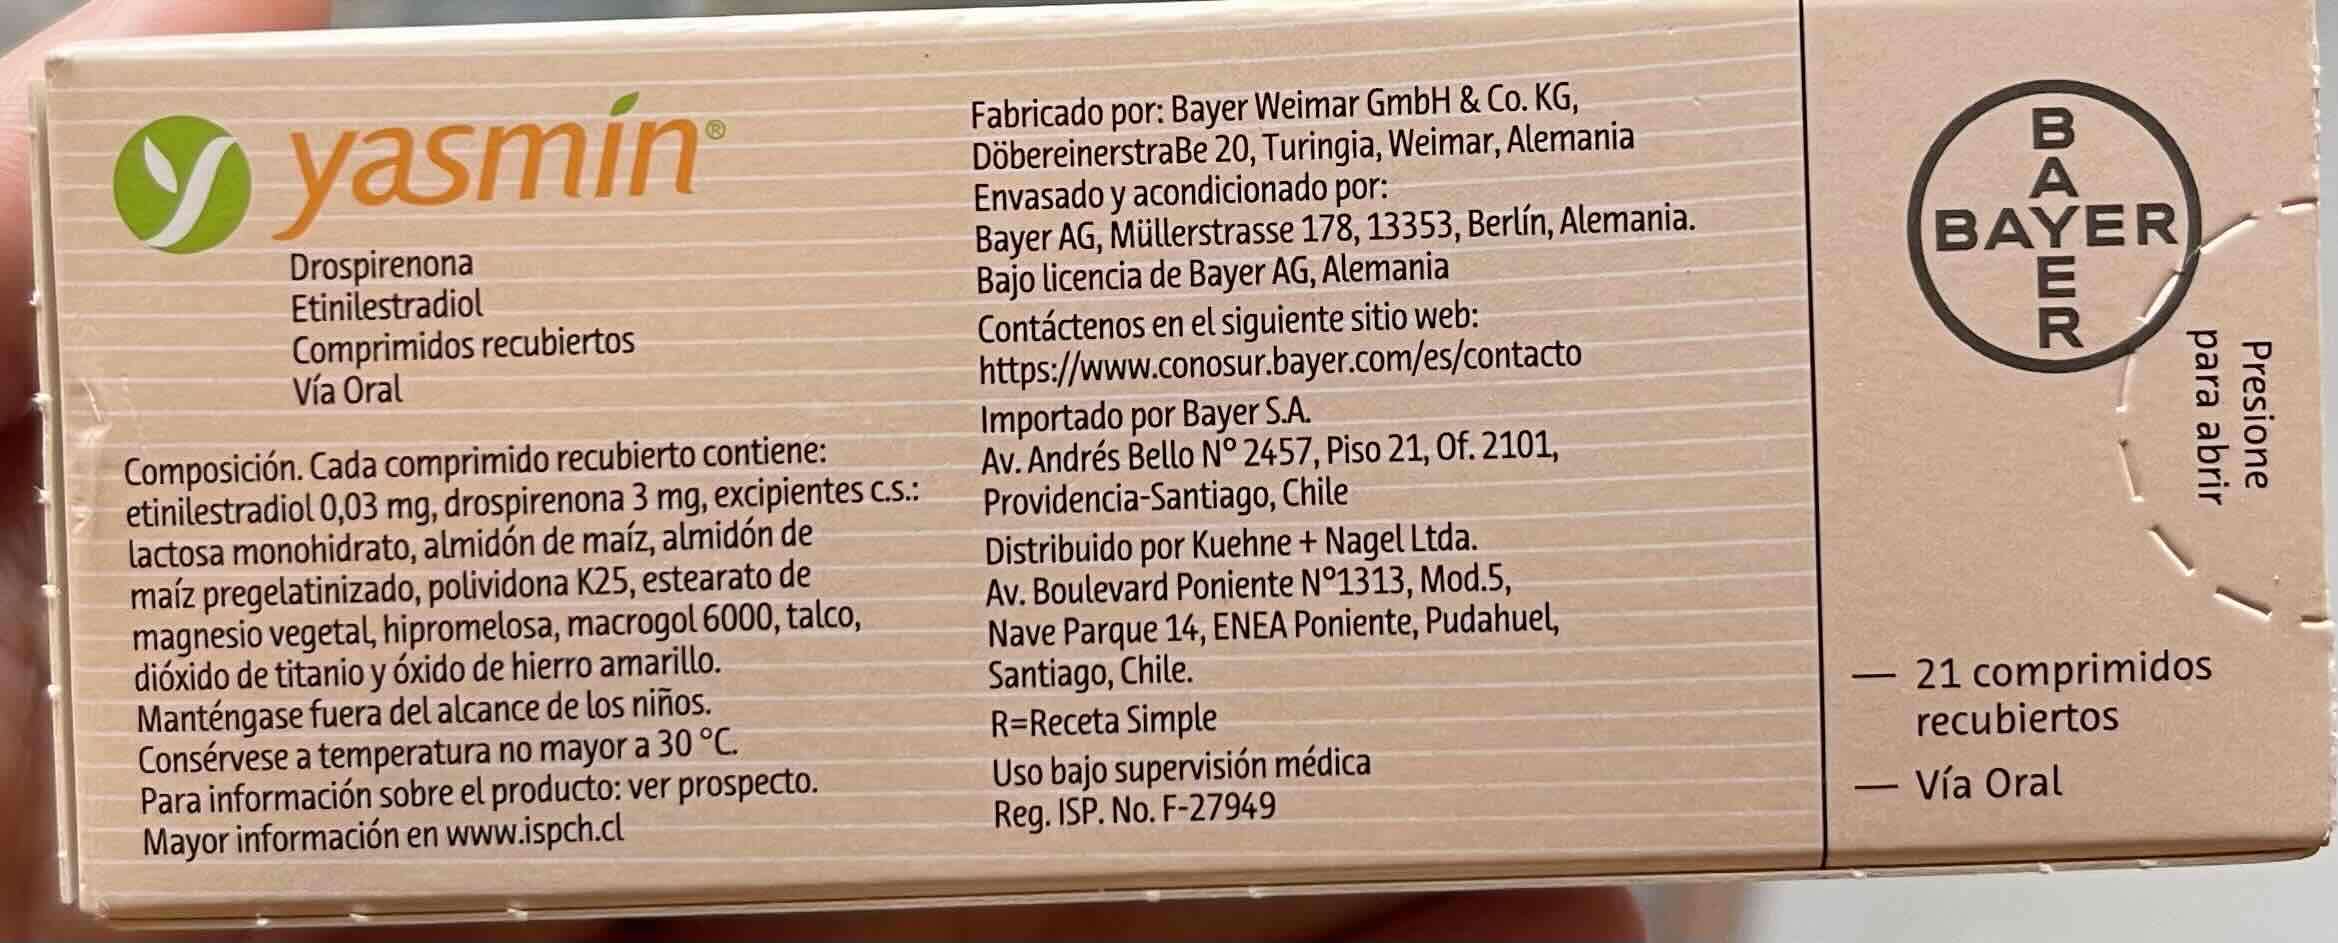 yasmin®
Drospirenona
Etinilestradiol
Comprimidos recubiertos
Vía Oral
Composición. Cada comprimido recubierto contiene:
etinilestradiol 0,03 mg, drospirenona 3 mg, excipientes c.s.:
lactosa monohidrato, almidón de maíz, almidón de
maíz pregelatinizado, polividona K25, estearato de
magnesio vegetal, hipromelosa, macrogol 6000, talco,
dióxido de titanio y óxido de hierro amarillo.
Manténgase fuera del alcance de los niños.
Consérvese a temperatura no mayor a 30 °C.
Para información sobre el producto: ver prospecto.
Mayor información en www.ispch.cl
Fabricado por: Bayer Weimar GmbH & Co. KG,
DöbereinerstraBe 20, Turingia, Weimar, Alemania
Envasado y acondicionado por:
Bayer AG, Müllerstrasse 178, 13353, Berlín, Alemania.
Bajo licencia de Bayer AG, Alemania
Contáctenos en el siguiente sitio web:
https://www.conosur.bayer.com/es/contacto
Importado por Bayer S.A.
Av. Andrés Bello Nº 2457, Piso 21, Of. 2101,
Providencia-Santiago, Chile
Distribuido por Kuehne + Nagel Ltda.
Av. Boulevard Poniente Nº1313, Mod.5,
Nave Parque 14, ENEA Poniente, Pudahuel,
Santiago, Chile.
R=Receta Simple
Uso bajo supervisión médica
Reg. ISP. No. F-27949
BAYER
BAYER
Presione
para abrir
— 21 comprimidos
recubiertos
— Vía Oral